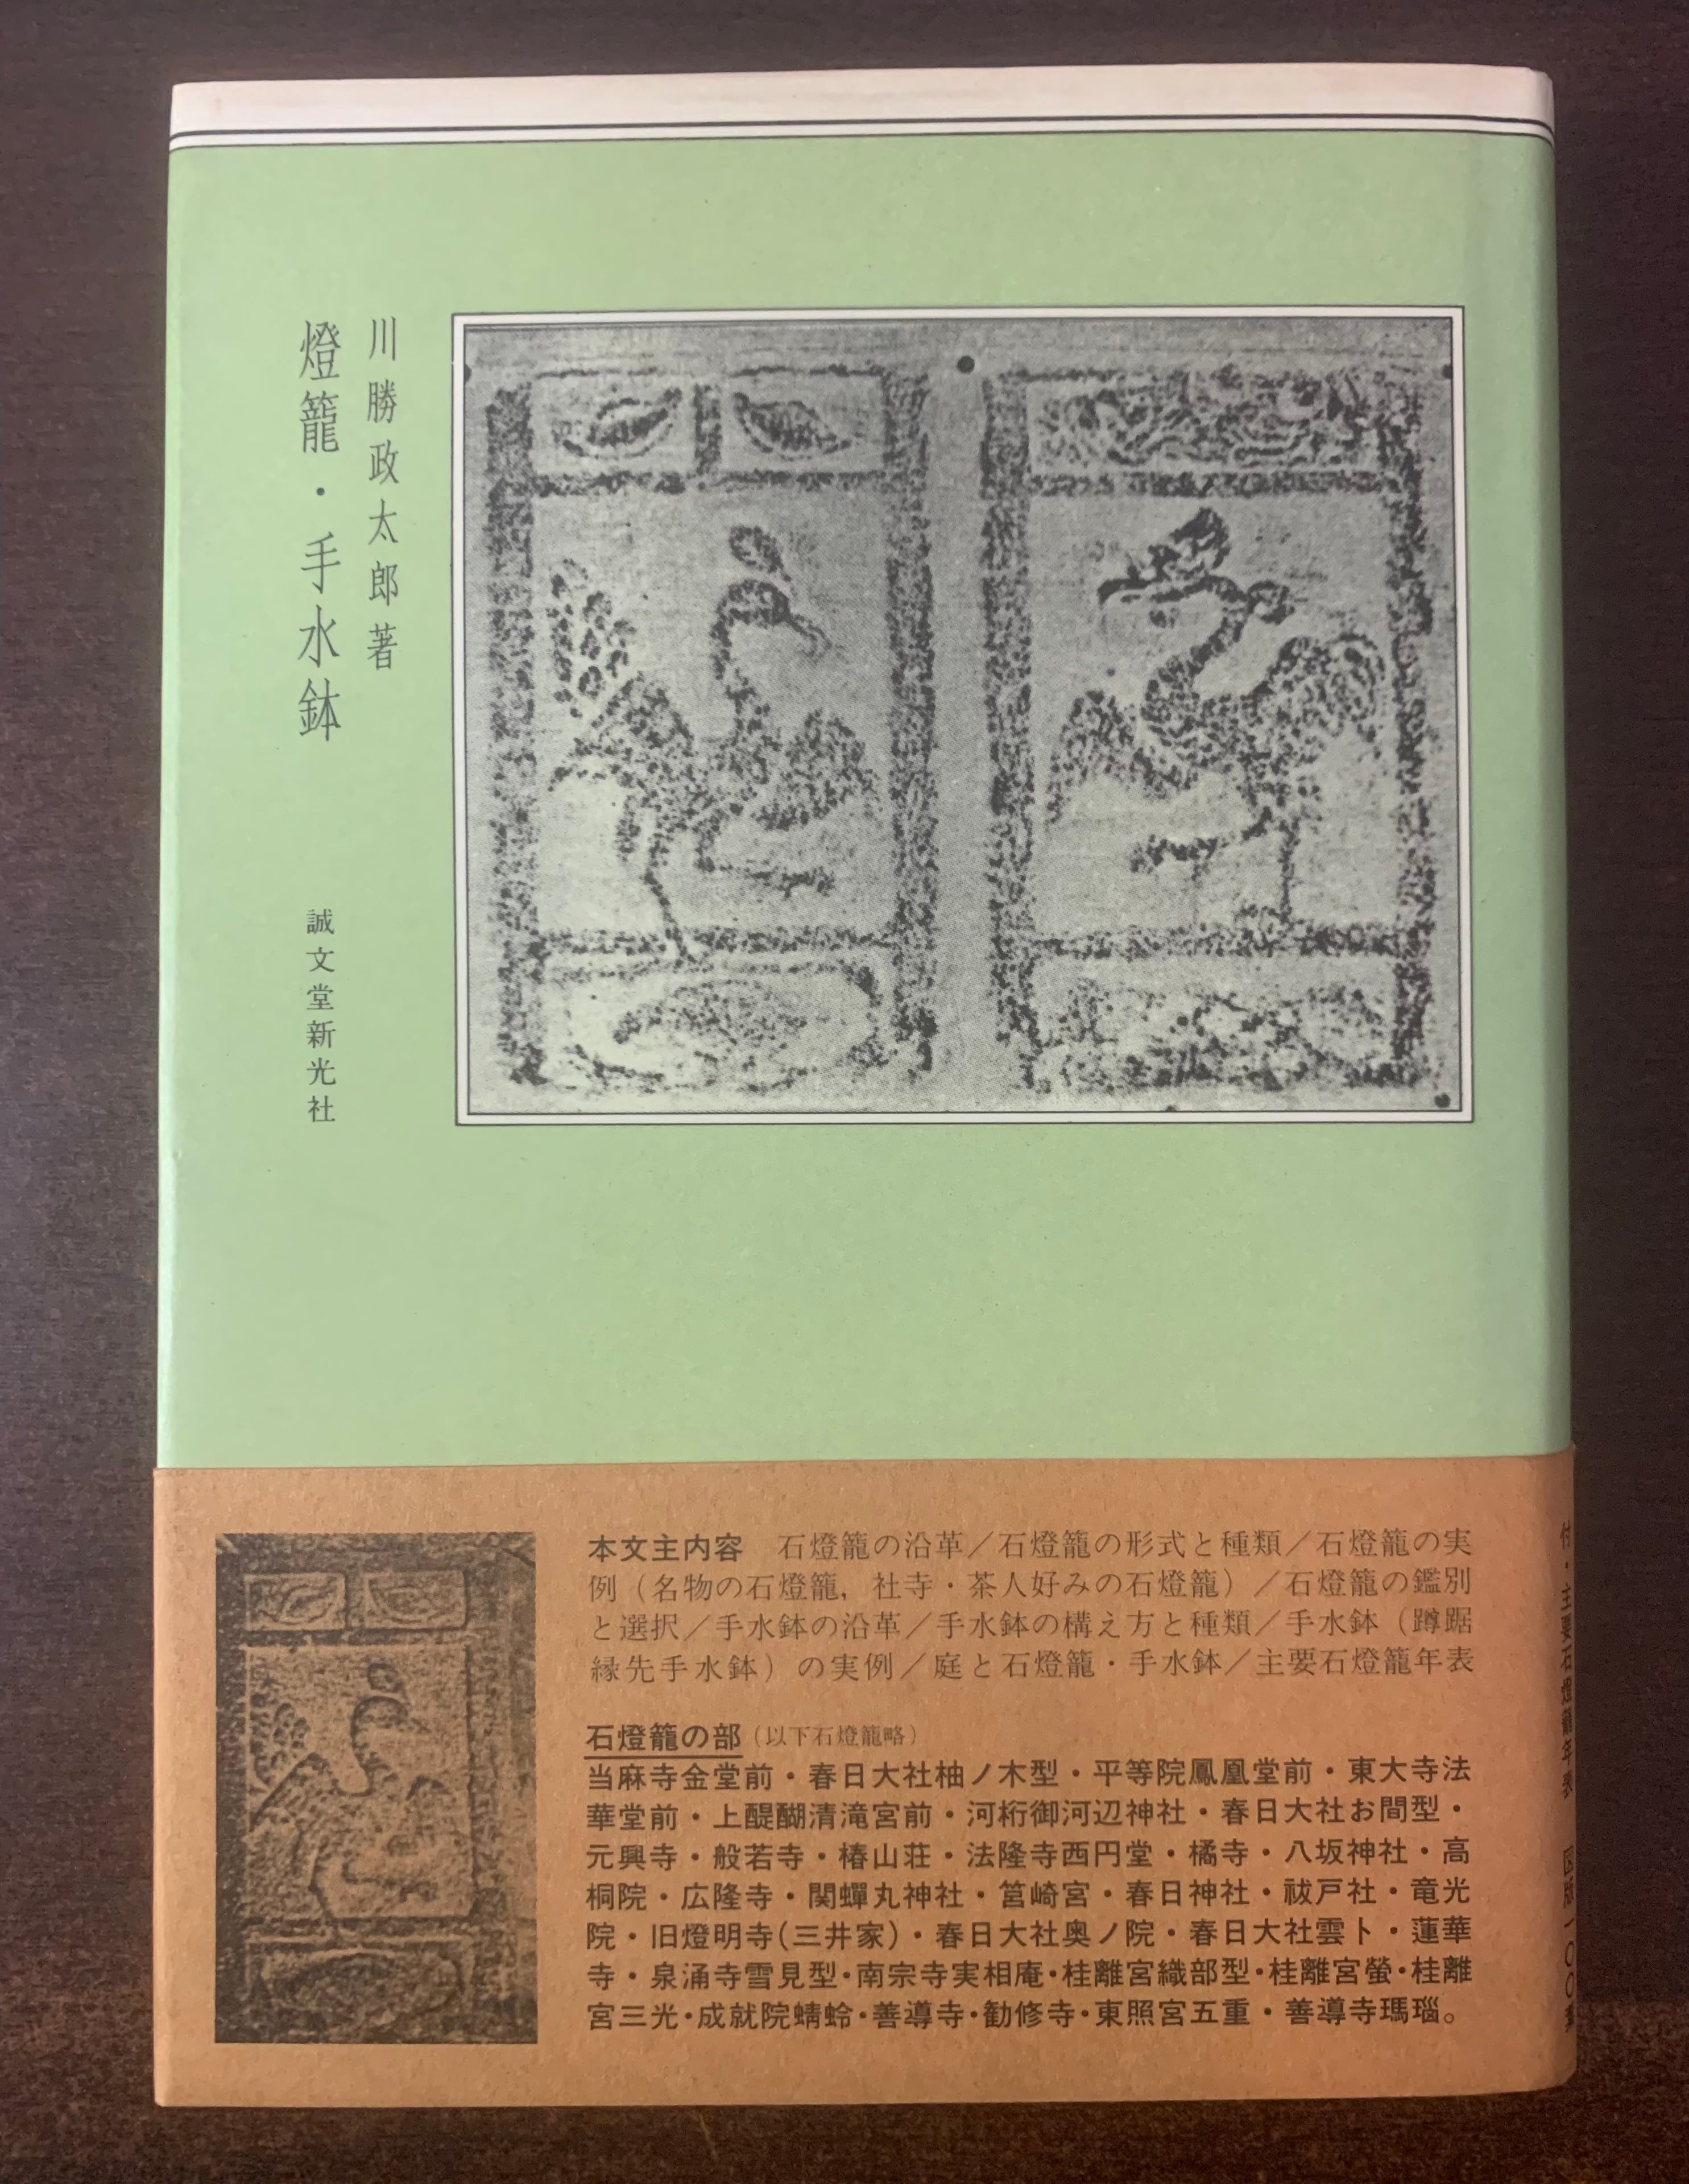 川勝政太郎著
燈籠・手水鉢
誠文堂新光社
本文主内容　石燈籠の沿革／石燈籠の形式と種類／石燈籠の実
例（名物の石燈籠，社寺・茶人好みの石燈籠）／石燈籠の鑑別
と選択／手水鉢の沿革／手水鉢の構え方と種類／手水鉢（蹲踞
縁先手水鉢）の実例／庭と石燈籠・手水鉢／主要石燈籠年表
石燈籠の部（以下石燈籠略）
当麻寺金堂前・春日大社柚ノ木型・平等院鳳凰堂前・東大寺法
華堂前・上醍醐清滝宮前・河桁御河辺神社・春日大社お間型・
元興寺・般若寺・椿山荘・法隆寺西円堂・橘寺・八坂神社・高
桐院・広隆寺・関蟬丸神社・筥崎宮・春日神社・祓戸社・竜光
院・旧燈明寺(三井家)・春日大社奥ノ院・春日大社雲ト・蓮華
寺・泉涌寺雪見型・南宗寺実相庵・桂離宮織部型・桂離宮螢・桂離
宮三光・成就院蜻蛉・善導寺・勧修寺・東照宮五重・善導寺瑪瑙。
付・主要石燈籠年表　図版一〇〇